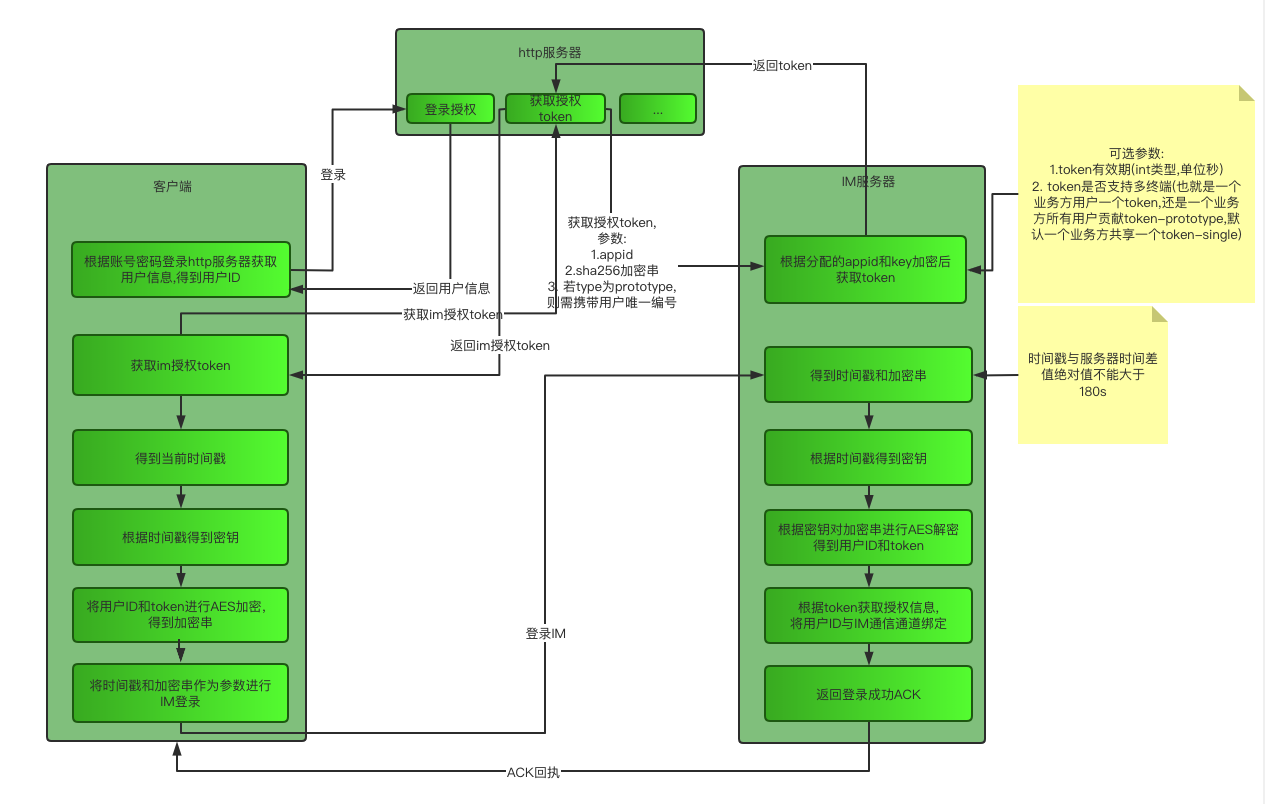 http服务器
登录授权
获取授权
token
...
返回token
登录
客户端
根据账号密码登录http服务器获取
用户信息,得到用户ID
返回用户信息
获取im授权token
返回im授权token
获取im授权token
得到当前时间戳
根据时间戳得到密钥
将用户ID和token进行AES加密，
得到加密串
将时间戳和加密串作为参数进行
IM登录
获取授权token,
参数:
1.appid
2.sha256加密串
3. 若type为prototype,
则需携带用户唯一编号
登录IM
ACK回执
IM服务器
根据分配的appid和key加密后
获取token
得到时间戳和加密串
根据时间戳得到密钥
根据密钥对加密串进行AES解密
得到用户ID和token
根据token获取授权信息，
将用户ID与IM通信通道绑定
返回登录成功ACK
可选参数:
1.token有效期(int类型,单位秒)
2. token是否支持多终端(也就是一个
业务方用户一个token,还是一个业务
方所有用户贡献token-prototype,默
认一个业务方共享一个token-single)
时间戳与服务器时间差
值绝对值不能大于
180s